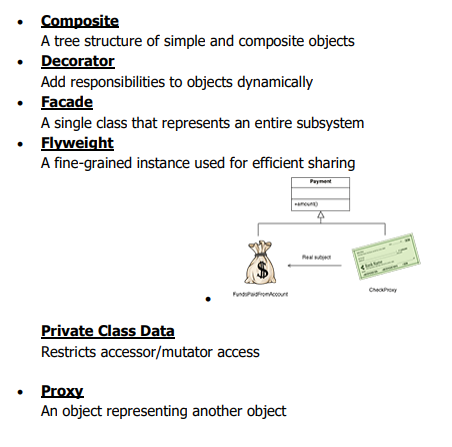 • Composite
A tree structure of simple and composite objects
• Decorator
Add responsibilities to objects dynamically
• Facade
A single class that represents an entire subsystem
• Flyweight
A fine-grained instance used for efficient sharing
Payment
+amount()
Real subject
$
FundsPaidFromAccount
CheckProxy
•
Private Class Data
Restricts accessor/mutator access
• Proxy
An object representing another object